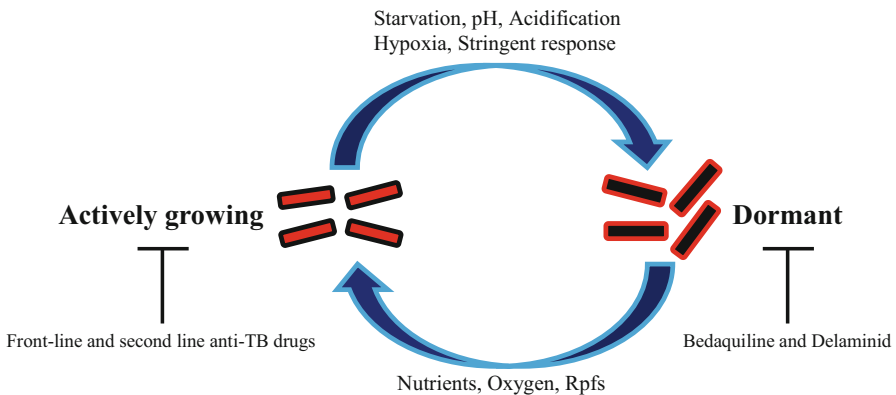 Starvation, pH, Acidification
Hypoxia, Stringent response
Actively growing
Dormant
Front-line and second line anti-TB drugs
Bedaquiline and Delaminid
Nutrients, Oxygen, Rpfs